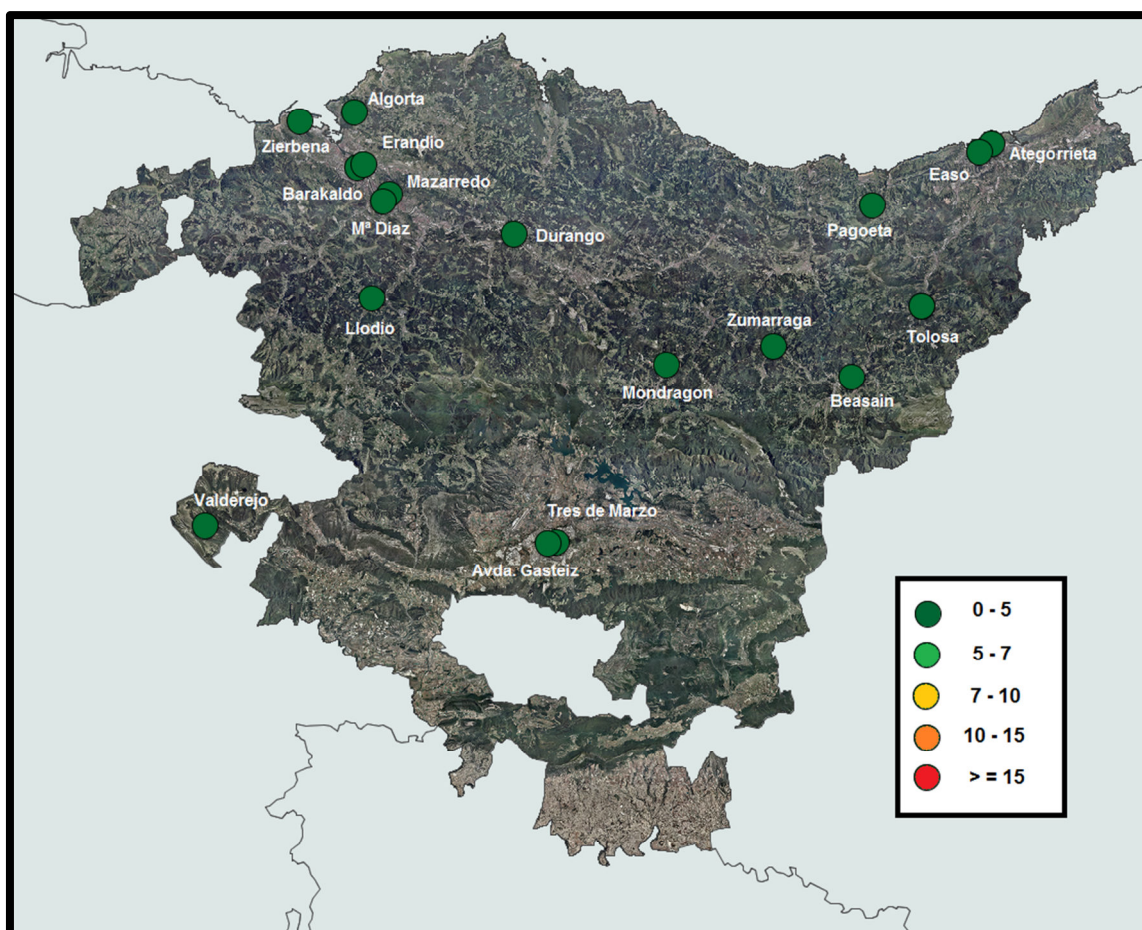 Algorta
Zierbena
Erandio
Barakaldo
Mazarredo
Mª Díaz
Durango
Ategorrieta
Easo
Pagoeta
Llodio
Zumarraga
Tolosa
Mondragon
Beasain
Valderejo
Tres de Marzo
Avda. Gasteiz
0 - 5
5 - 7
7 - 10
10 - 15
> = 15